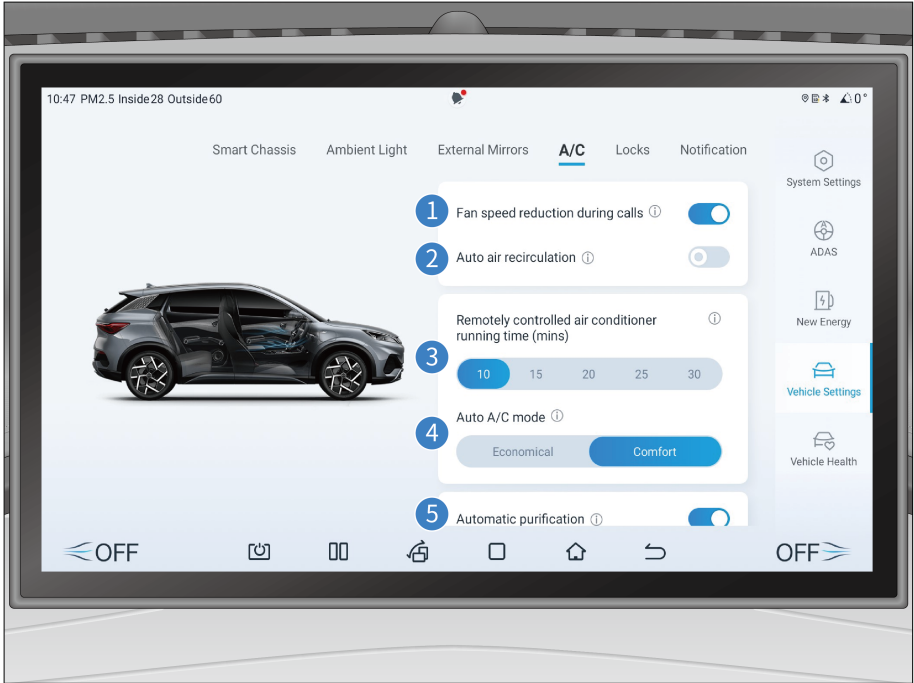 10:47 PM2.5 Inside28 Outside60
0°
Smart Chassis Ambient Light External Mirrors A/C Locks Notification
1 Fan speed reduction during calls
2 Auto air recirculation
3 Remotely controlled air conditioner
running time (mins)
10 15 20 25 30
4 Auto A/C mode
Economical Comfort
5 Automatic purification
System Settings
A
ADAS
New Energy
Vehicle Settings
Vehicle Health
OFF OFF